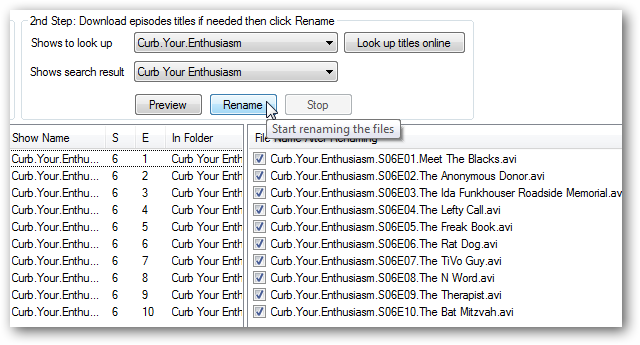 2nd Step: Download episodes titles if needed then click Rename
Shows to look up Curb.Your.Enthusiasm Look up titles online
Shows search result Curb Your Enthusiasm
Preview Rename Stop
Start renaming the files
Show Name S E In Folder File Name After Renaming
Curb.Your.Enthu... 6 1 Curb Your Enth Curb.Your.Enthusiasm.S06E01.Meet The Blacks.avi
Curb.Your.Enthu... 6 2 Curb Your Enth Curb.Your.Enthusiasm.S06E02.The Anonymous Donor.avi
Curb.Your.Enthu... 6 3 Curb Your Enth Curb.Your.Enthusiasm.S06E03.The Ida Funkhouser Roadside Memorial.avi
Curb.Your.Enthu... 6 4 Curb Your Enth Curb.Your.Enthusiasm.S06E04.The Lefty Call.avi
Curb.Your.Enthu... 6 5 Curb Your Enth Curb.Your.Enthusiasm.S06E05.The Freak Book.avi
Curb.Your.Enthu... 6 6 Curb Your Enth Curb.Your.Enthusiasm.S06E06.The Rat Dog.avi
Curb.Your.Enthu... 6 7 Curb Your Enth Curb.Your.Enthusiasm.S06E07.The TiVo Guy.avi
Curb.Your.Enthu... 6 8 Curb Your Enth Curb.Your.Enthusiasm.S06E08.The N Word.avi
Curb.Your.Enthu... 6 9 Curb Your Enth Curb.Your.Enthusiasm.S06E09.The Therapist.avi
Curb.Your.Enthu... 6 10 Curb Your Enth Curb.Your.Enthusiasm.S06E10.The Bat Mitzvah.avi